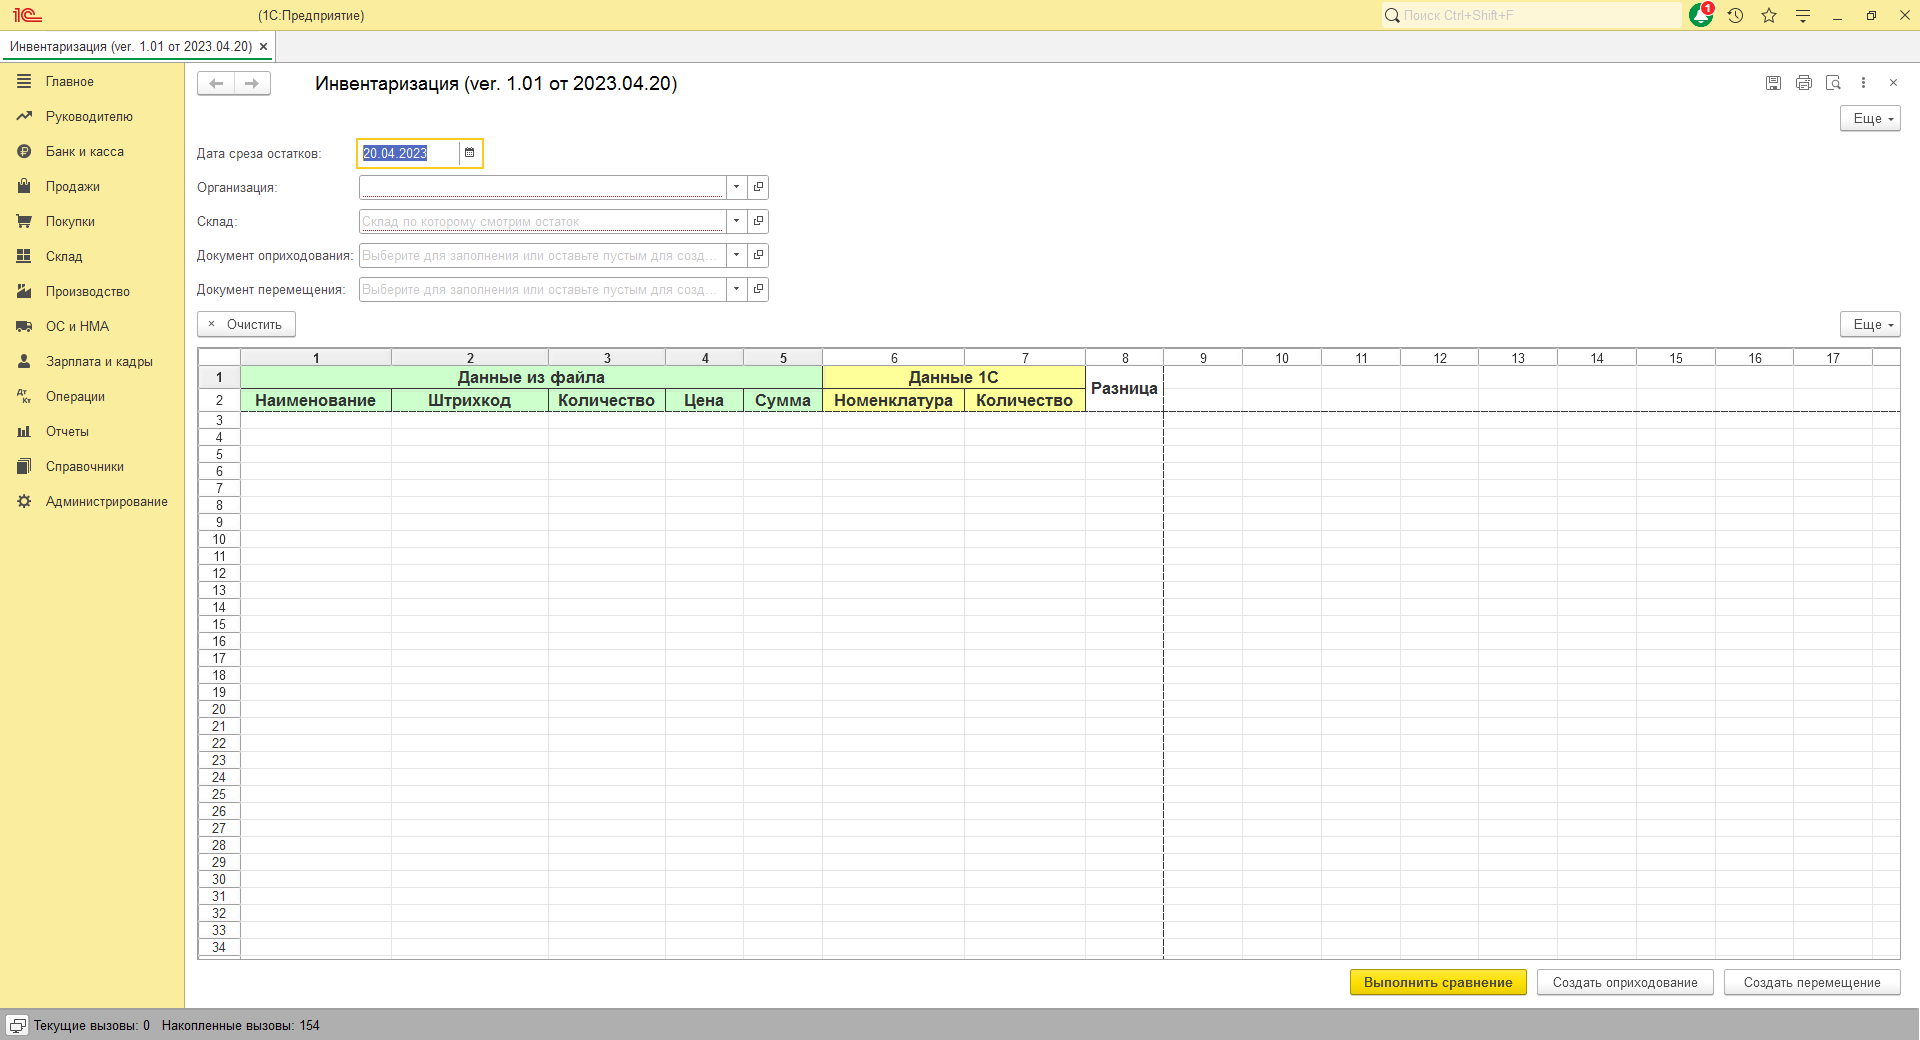 1С (1С:Предприятие) Поиск Ctrl+Shift+F 1
Инвентаризация (ver. 1.01 от 2023.04.20) ×
Главное
Руководителю
Банк и касса
Продажи
Покупки
Склад
Производство
ОС и НМА
Зарплата и кадры
Дт Кт Операции
Отчеты
Справочники
Администрирование
Инвентаризация (ver. 1.01 от 2023.04.20)
Еще
Дата среза остатков: 20.04.2023
Организация:
Склад: Склад по которому смотрим остаток
Документ оприходования: Выберите для заполнения или оставьте пустым для созд...
Документ перемещения: Выберите для заполнения или оставьте пустым для созд...
× Очистить Еще
1 2 3 4 5 6 7 8 9 10 11 12 13 14 15 16 17
1 Данные из файла Данные 1С Разница
2 Наименование Штрихкод Количество Цена Сумма Номенклатура Количество
3
4
5
6
7
8
9
10
11
12
13
14
15
16
17
18
19
20
21
22
23
24
25
26
27
28
29
30
31
32
33
34
Выполнить сравнение Создать оприходование Создать перемещение
Текущие вызовы: 0 Накопленные вызовы: 154